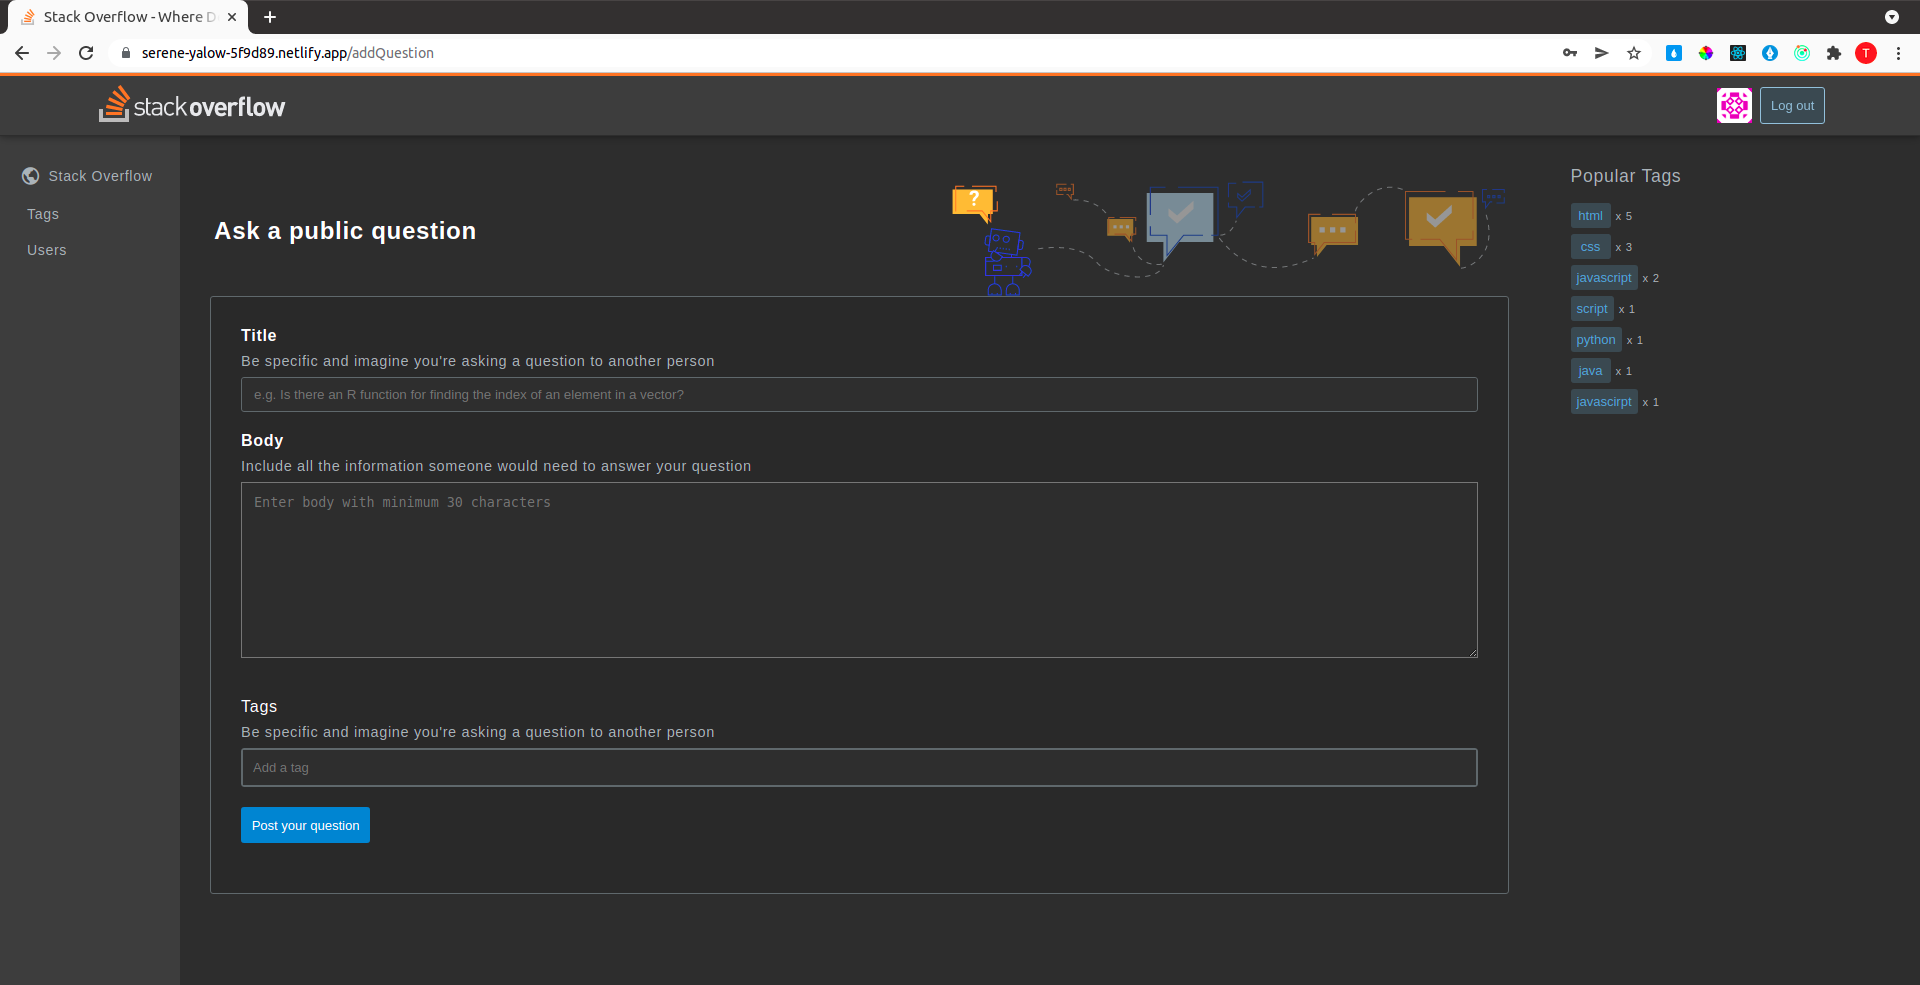 Stack Overflow - Where D
serene-yalow-5f9d89.netlify.app/addQuestion
T
stack overflow
Log out
Stack Overflow
Tags
Users
Ask a public question
?
Title
Be specific and imagine you're asking a question to another person
e.g. Is there an R function for finding the index of an element in a vector?
Body
Include all the information someone would need to answer your question
Enter body with minimum 30 characters
Tags
Be specific and imagine you're asking a question to another person
Add a tag
Post your question
Popular Tags
html x 5
css x 3
javascript x 2
script x 1
python x 1
java x 1
javascirpt x 1